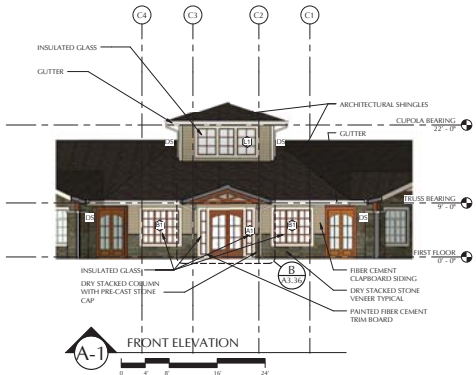 C4 C3 C2 C1
INSULATED GLASS
GUTTER
ARCHITECTURAL SHINGLES
CUPOLA BEARING
22' - 0"
GUTTER
DS L1 DS
TRUSS BEARING
9' - 0"
DS B1 A1 B1 DS
FIRST FLOOR
0' - 0"
INSULATED GLASS
DRY STACKED COLUMN
WITH PRE-CAST STONE
CAP
B
A3.36
FIBER CEMENT
CLAPBOARD SIDING
DRY STACKED STONE
VENEER TYPICAL
PAINTED FIBER CEMENT
TRIM BOARD
A-1 FRONT ELEVATION
0 4' 8' 16' 24'